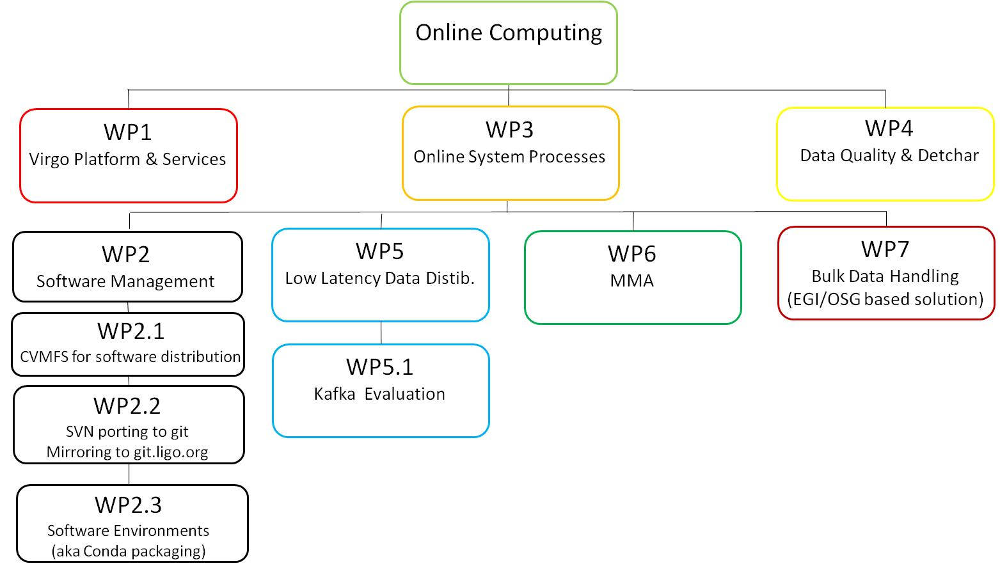 Online Computing
WP1
Virgo Platform & Services
WP3
Online System Processes
WP4
Data Quality & Detchar
WP2
Software Management
WP5
Low Latency Data Distib.
WP6
MMA
WP7
Bulk Data Handling
(EGI/OSG based solution)
WP2.1
CVMFS for software distribution
WP5.1
Kafka Evaluation
WP2.2
SVN porting to git
Mirroring to git.ligo.org
WP2.3
Software Environments
(aka Conda packaging)